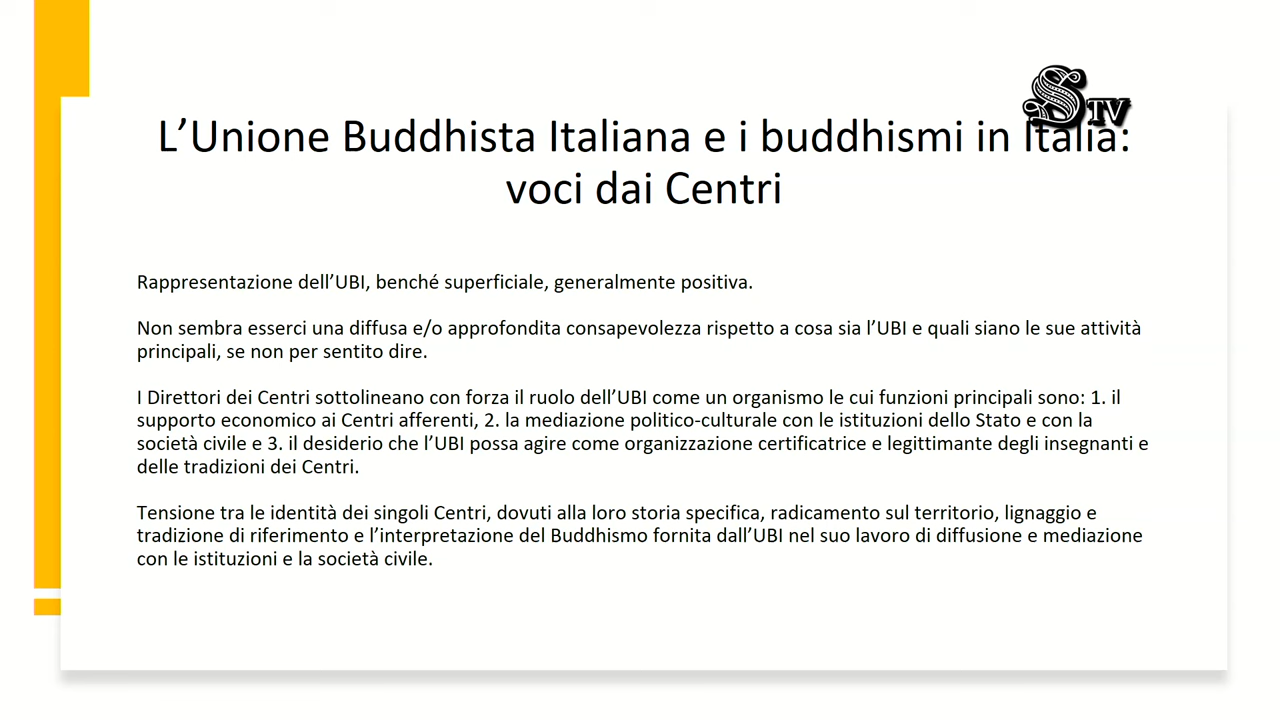 STV
L’Unione Buddhista Italiana e i buddhismi in Italia:
voci dai Centri
Rappresentazione dell’UBI, benché superficiale, generalmente positiva.
Non sembra esserci una diffusa e/o approfondita consapevolezza rispetto a cosa sia l’UBI e quali siano le sue attività
principali, se non per sentito dire.
I Direttori dei Centri sottolineano con forza il ruolo dell’UBI come un organismo le cui funzioni principali sono: 1. il
supporto economico ai Centri afferenti, 2. la mediazione politico-culturale con le istituzioni dello Stato e con la
società civile e 3. il desiderio che l’UBI possa agire come organizzazione certificatrice e legittimante degli insegnanti e
delle tradizioni dei Centri.
Tensione tra le identità dei singoli Centri, dovuti alla loro storia specifica, radicamento sul territorio, lignaggio e
tradizione di riferimento e l’interpretazione del Buddhismo fornita dall’UBI nel suo lavoro di diffusione e mediazione
con le istituzioni e la società civile.